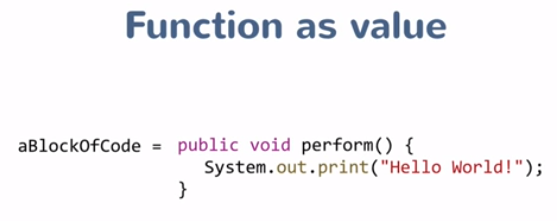 Function as value
aBlockOfCode = public void perform() {
System.out.print("Hello World!");
}